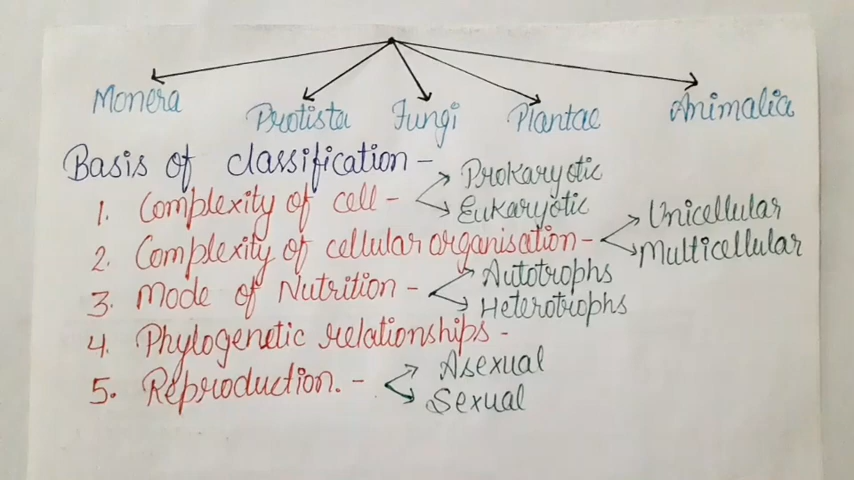 Monera Protista Fungi Plantae Animalia
Basis of classification -
1. Complexity of cell - Prokaryotic
Eukaryotic
2. Complexity of cellular organisation - Unicellular
Multicellular
3. Mode of Nutrition - Autotrophs
Heterotrophs
4. Phylogenetic relationships -
5. Reproduction. - Asexual
Sexual